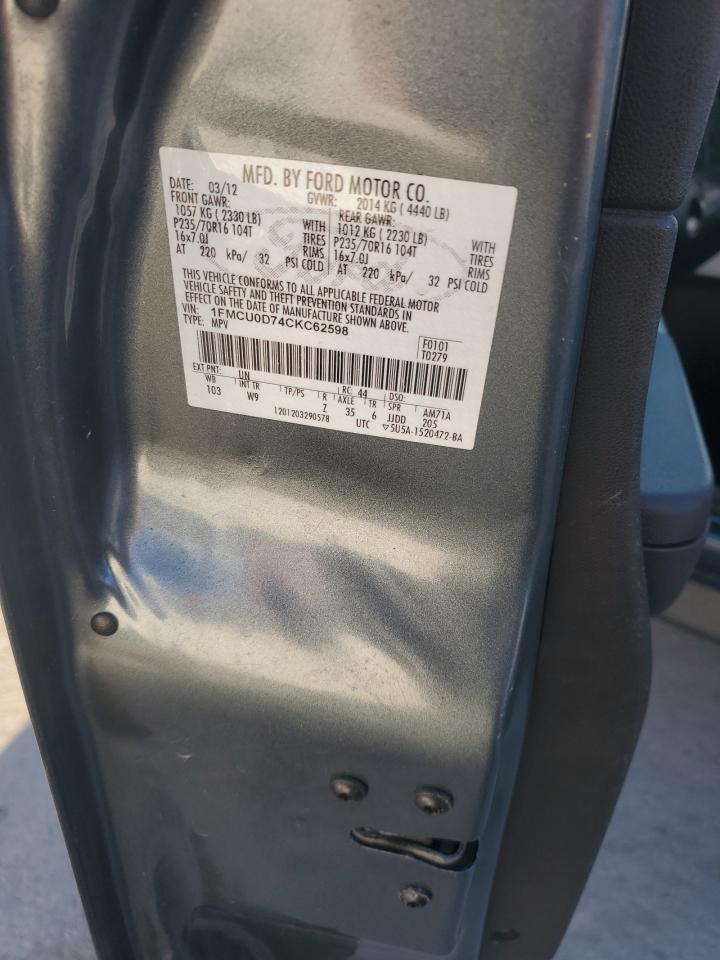 MFD. BY FORD MOTOR CO.
DATE: 03/12 GVWR: 2014 KG ( 4440 LB)
FRONT GAWR: REAR GAWR:
1057 KG ( 2330 LB) WITH 1012 KG ( 2230 LB) WITH
P235/70R16 104T TIRES P235/70R16 104T TIRES
16x7.0J RIMS 16x7.0J RIMS
AT 220 kPa/ 32 PSI COLD AT 220 kPa/ 32 PSI COLD
THIS VEHICLE CONFORMS TO ALL APPLICABLE FEDERAL MOTOR
VEHICLE SAFETY AND THEFT PREVENTION STANDARDS IN
EFFECT ON THE DATE OF MANUFACTURE SHOWN ABOVE.
VIN: 1FMCU0D74CKC62598
TYPE: MPV
F0101
T0279
EXT PNT: UN RC: 44 DSO:
WB INT TR TP/PS R AXLE TR SPR AM71A
103 W9 Z 35 6 JJDD 205
1201203290578 UTC ▽5U5A-1520472-BA